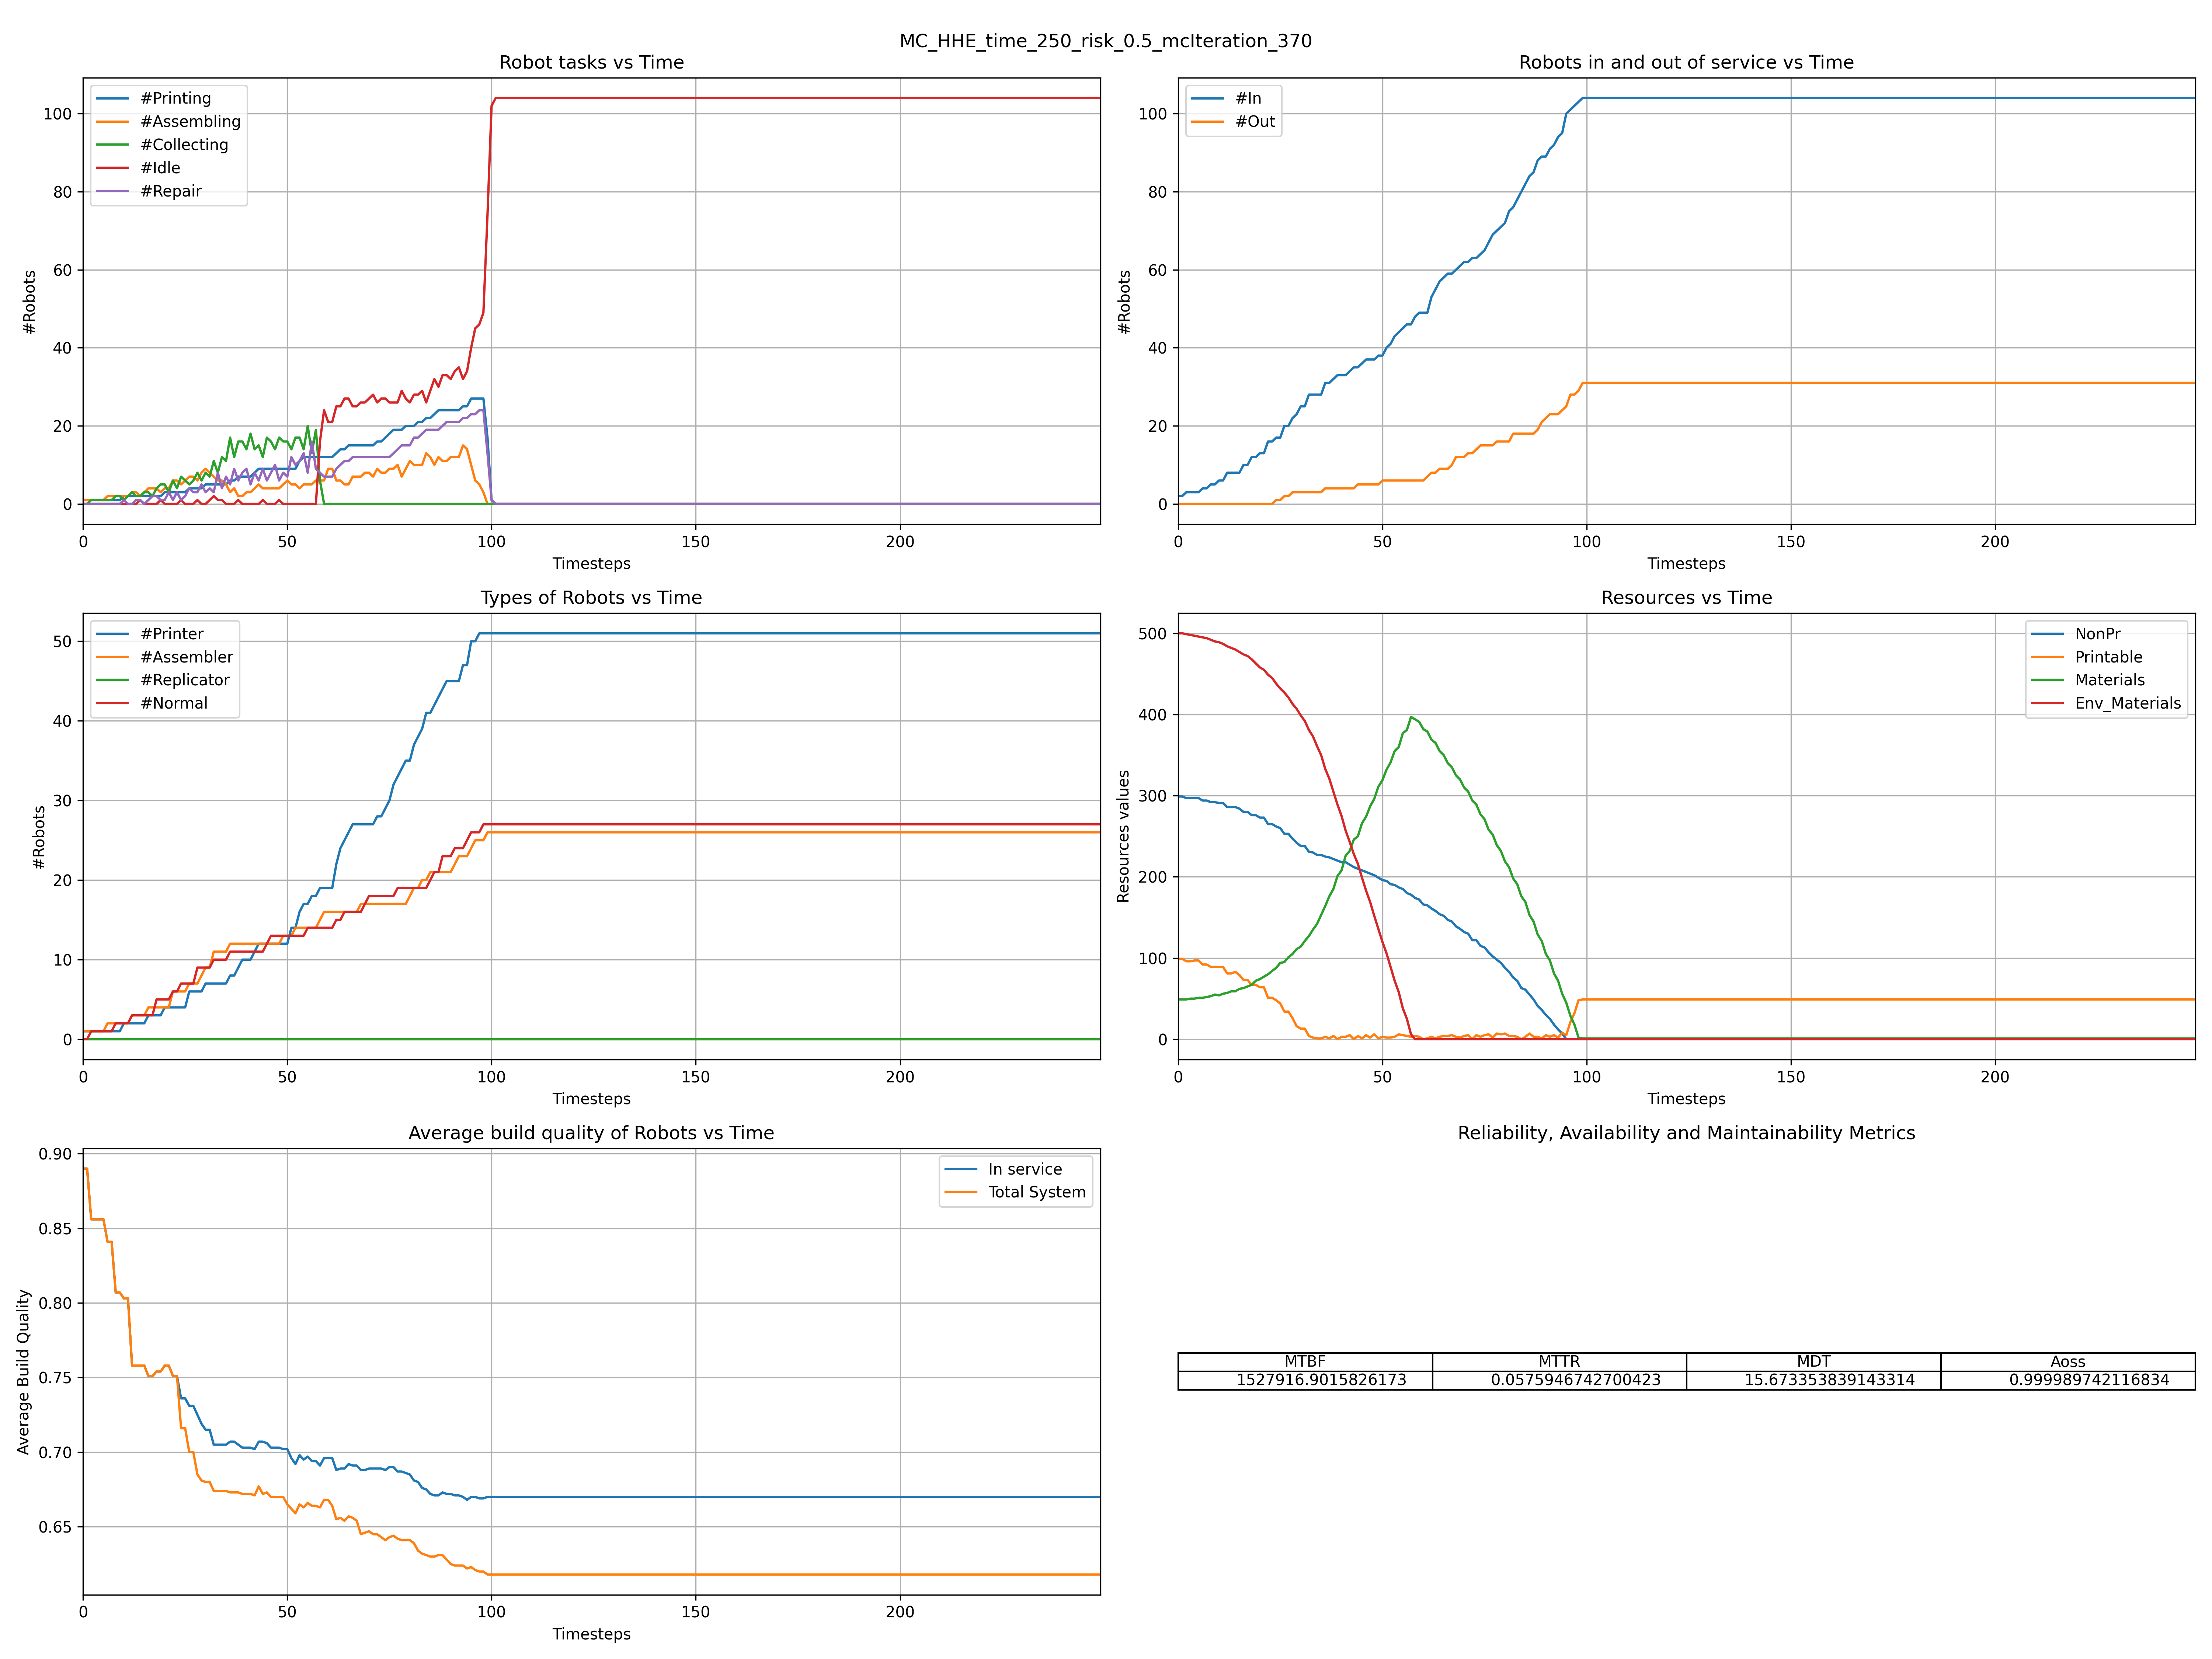 MC_HHE_time_250_risk_0.5_mcIteration_370
Robot tasks vs Time
#Printing
#Assembling
#Collecting
#Idle
#Repair
100
80
60
40
20
0
#Robots
0 50 100 150 200
Timesteps
Robots in and out of service vs Time
#In
#Out
100
80
60
40
20
0
#Robots
0 50 100 150 200
Timesteps
Types of Robots vs Time
#Printer
#Assembler
#Replicator
#Normal
50
40
30
20
10
0
#Robots
0 50 100 150 200
Timesteps
Resources vs Time
NonPr
Printable
Materials
Env_Materials
500
400
300
200
100
0
Resources values
0 50 100 150 200
Timesteps
Average build quality of Robots vs Time
In service
Total System
0.90
0.85
0.80
0.75
0.70
0.65
Average Build Quality
0 50 100 150 200
Timesteps
Reliability, Availability and Maintainability Metrics
MTBF MTTR MDT Aoss
1527916.9015826173 0.0575946742700423 15.673353839143314 0.999989742116834